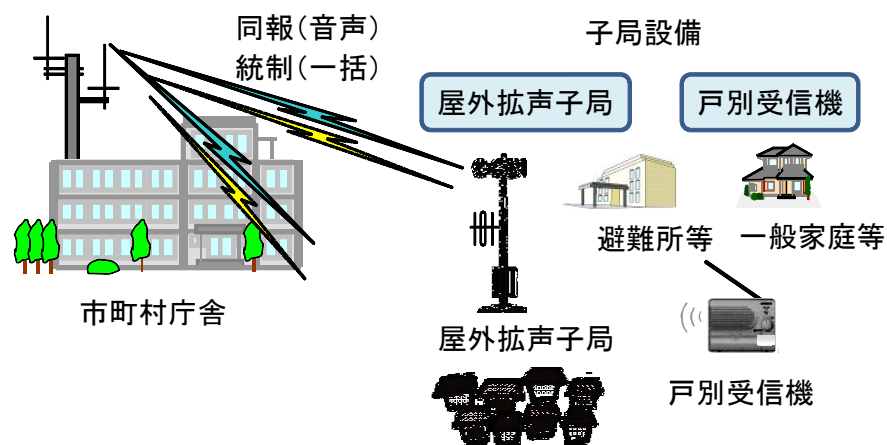 同報（音声）
統制（一括）
子局設備
屋外拡声子局
戸別受信機
避難所等
一般家庭等
市町村庁舎
屋外拡声子局
戸別受信機